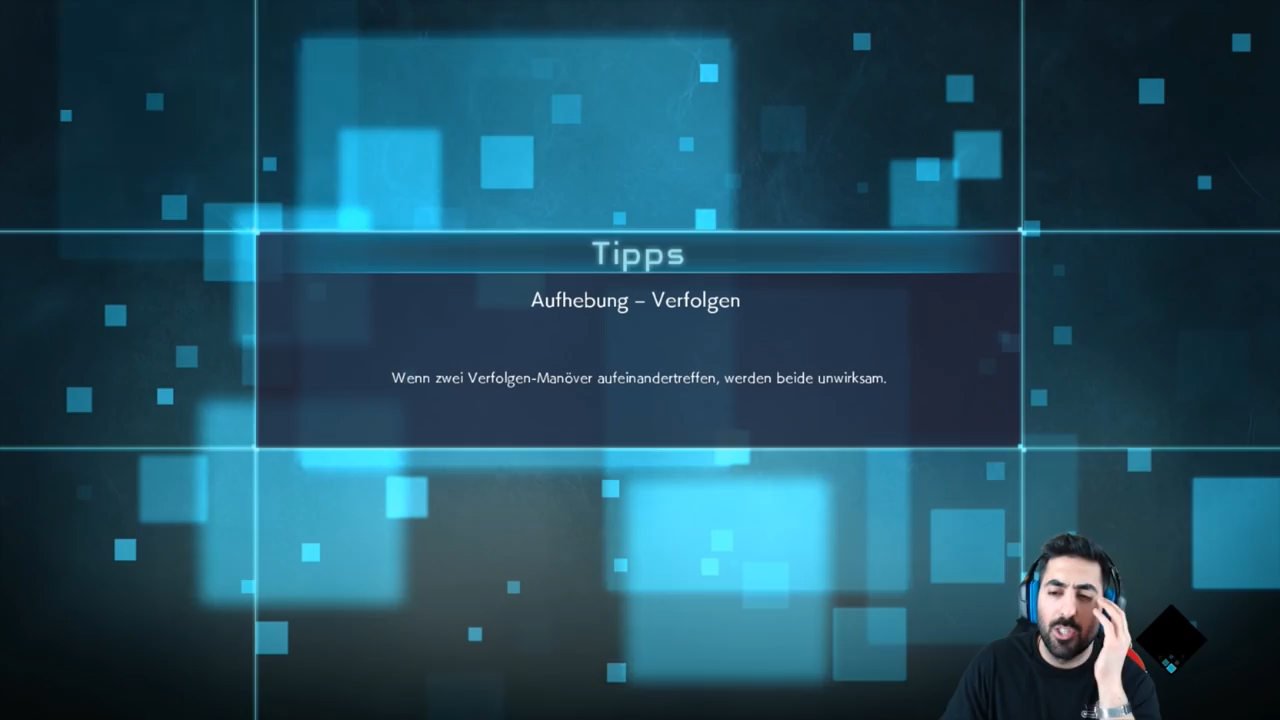 Tipps
Aufhebung – Verfolgen
Wenn zwei Verfolgen-Manöver aufeinandertreffen, werden beide unwirksam.